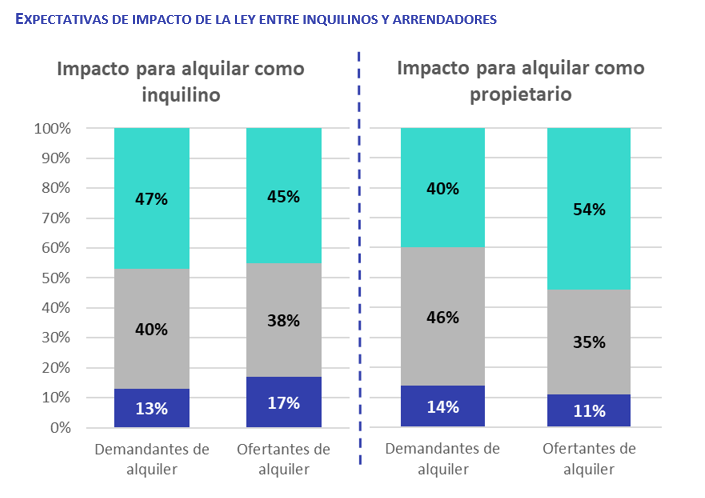 EXPECTATIVAS DE IMPACTO DE LA LEY ENTRE INQUILINOS Y ARRENDADORES
Impacto para alquilar como
inquilino
100%
90%
80%
70%
60%
50%
40%
30%
20%
10%
0%
47%
40%
13%
45%
38%
17%
Demandantes de
alquiler
Ofertantes de
alquiler
Impacto para alquilar como
propietario
40%
46%
14%
54%
35%
11%
Demandantes de
alquiler
Ofertantes de
alquiler